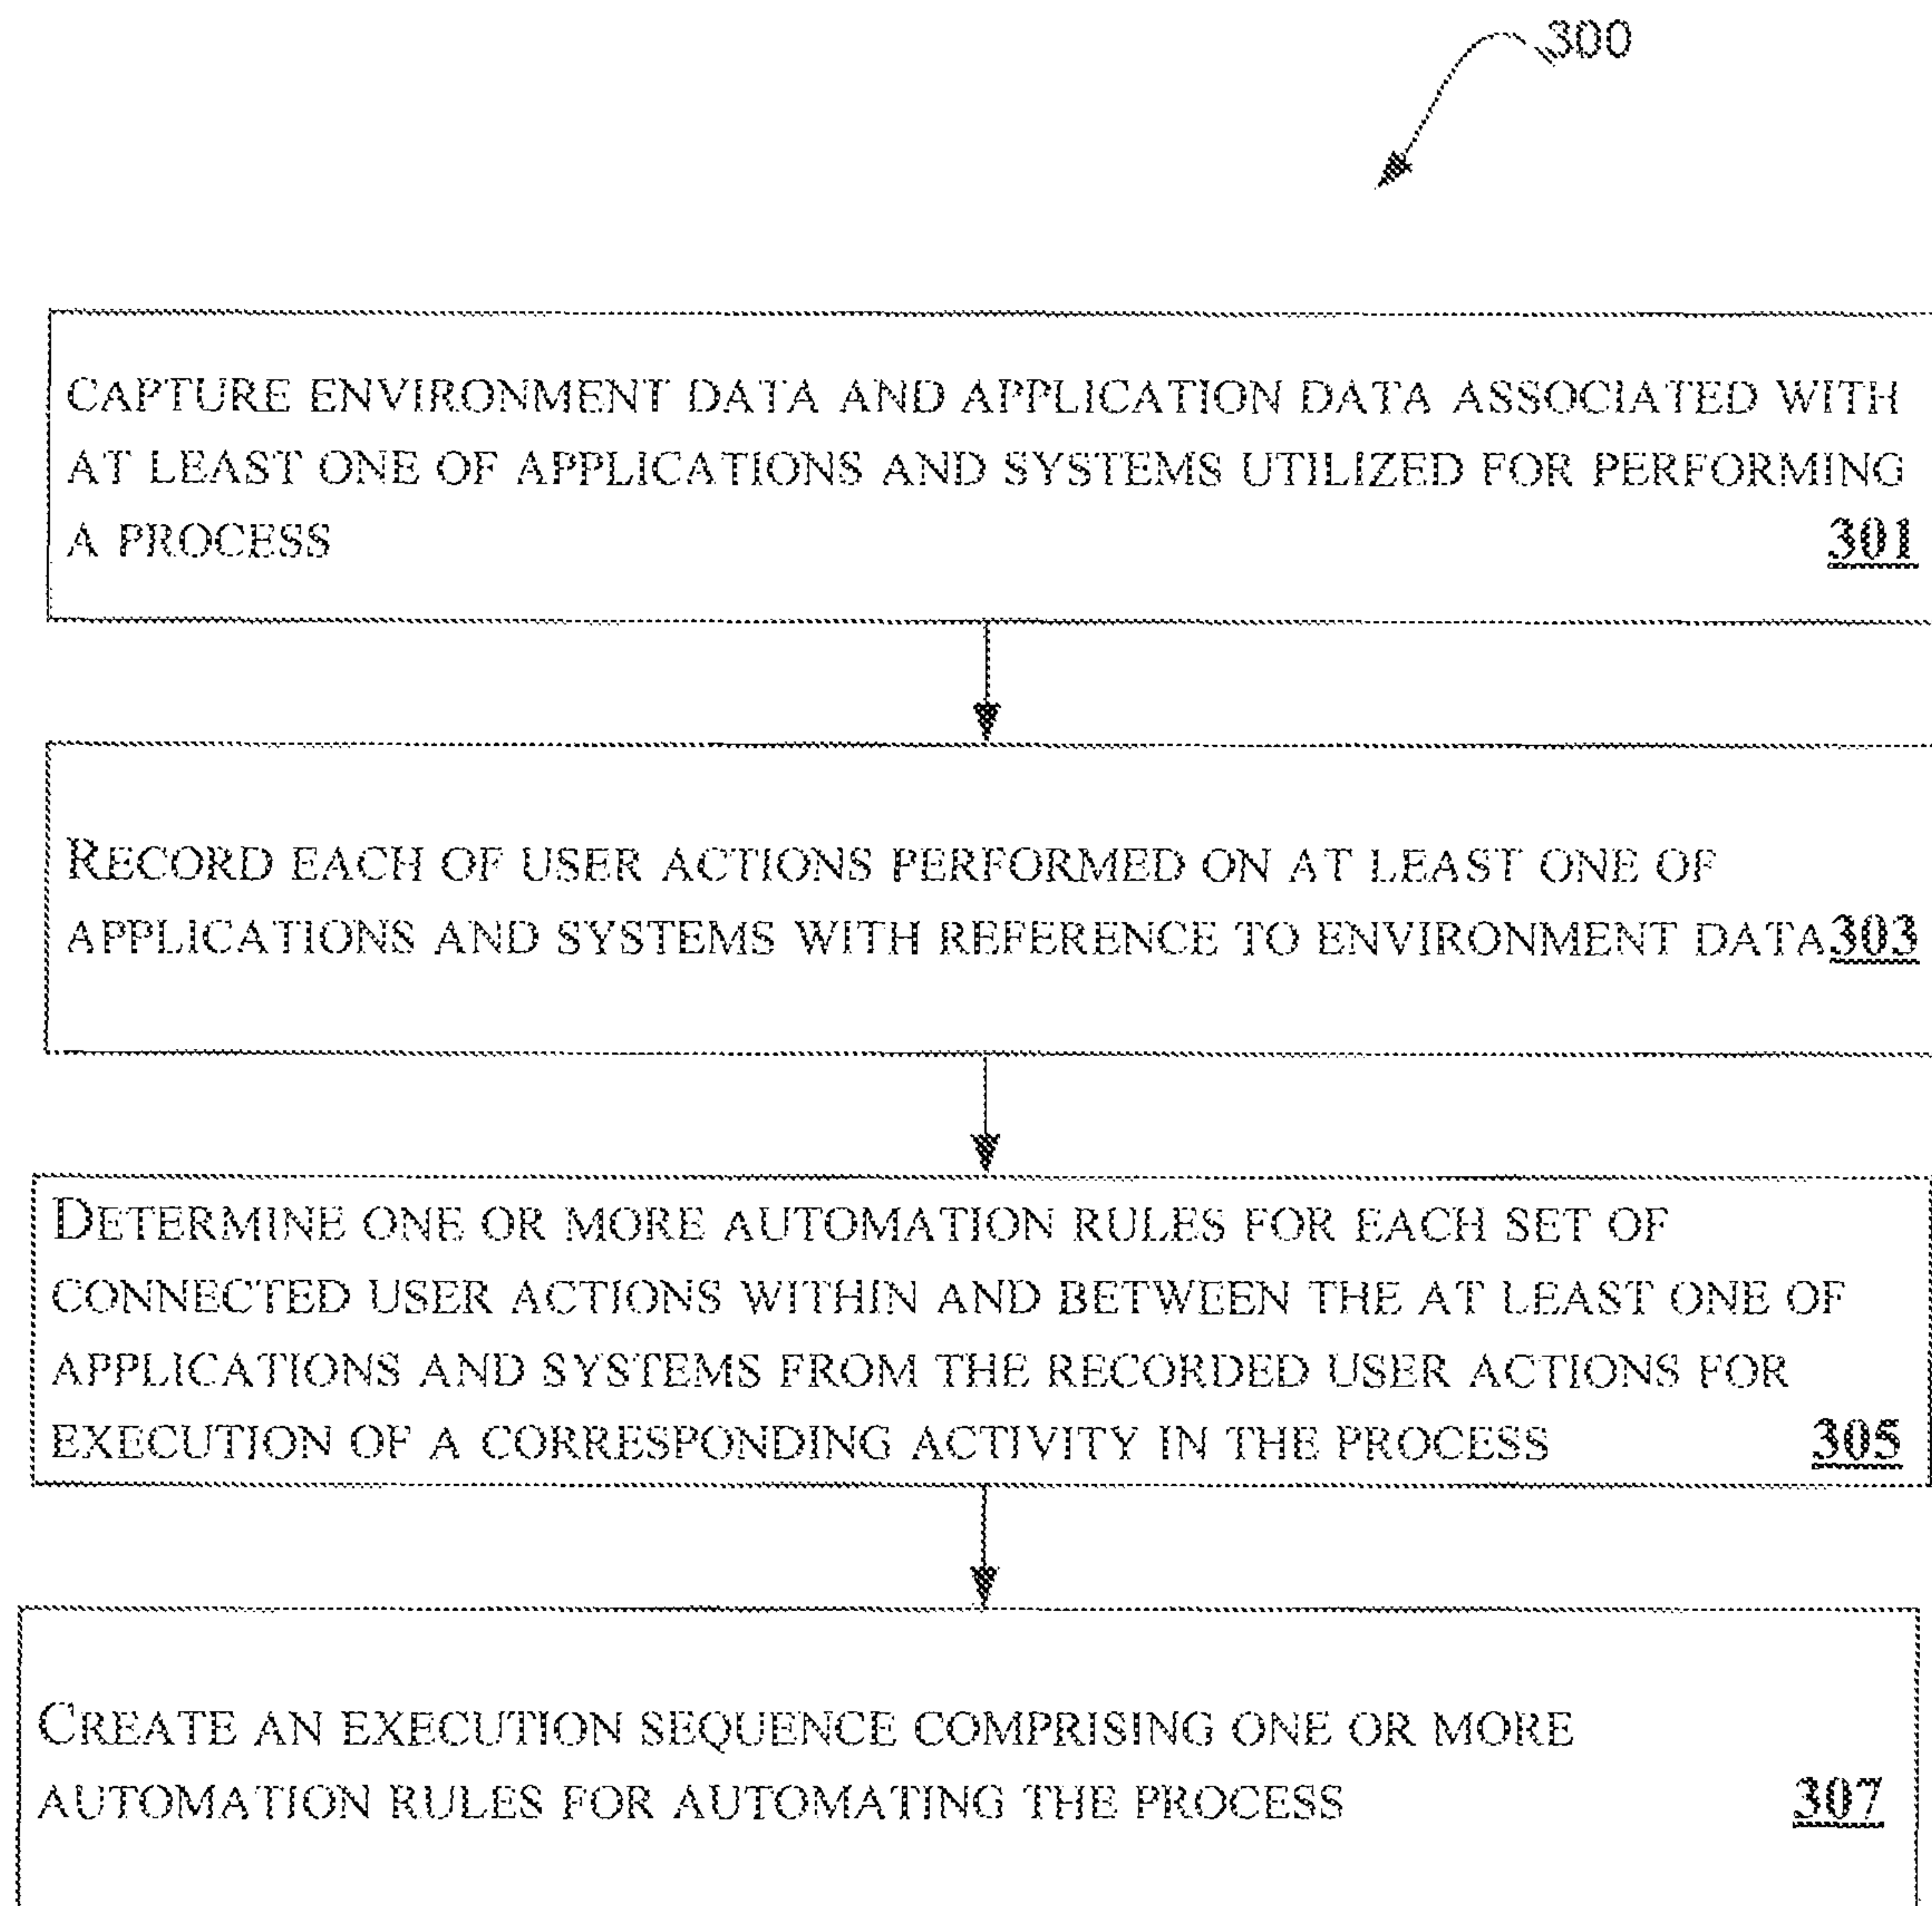 300
CAPTURE ENVIRONMENT DATA AND APPLICATION DATA ASSOCIATED WITH
AT LEAST ONE OF APPLICATIONS AND SYSTEMS UTILIZED FOR PERFORMING
A PROCESS 301
RECORD EACH OF USER ACTIONS PERFORMED ON AT LEAST ONE OF
APPLICATIONS AND SYSTEMS WITH REFERENCE TO ENVIRONMENT DATA303
DETERMINE ONE OR MORE AUTOMATION RULES FOR EACH SET OF
CONNECTED USER ACTIONS WITHIN AND BETWEEN THE AT LEAST ONE OF
APPLICATIONS AND SYSTEMS FROM THE RECORDED USER ACTIONS FOR
EXECUTION OF A CORRESPONDING ACTIVITY IN THE PROCESS 305
CREATE AN EXECUTION SEQUENCE COMPRISING ONE OR MORE
AUTOMATION RULES FOR AUTOMATING THE PROCESS 307